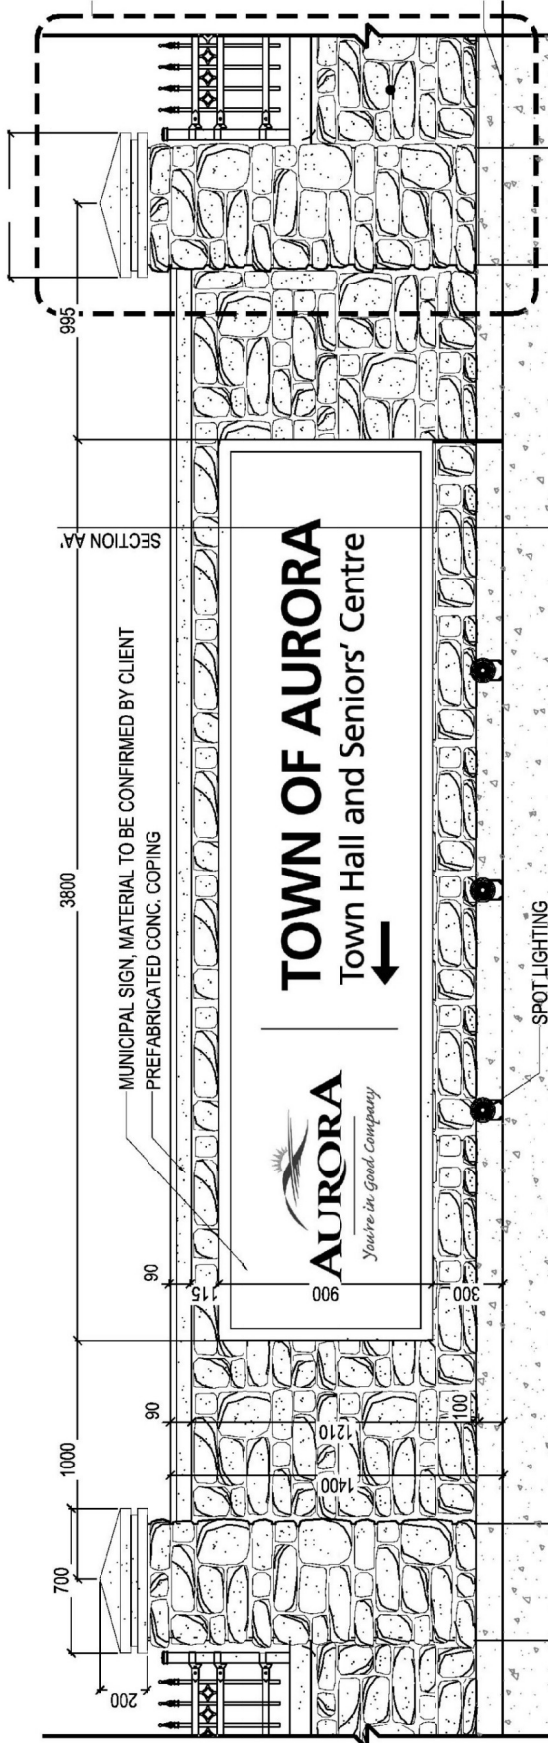 MUNICIPAL SIGN, MATERIAL TO BE CONFIRMED BY CLIENT
PREFABRICATED CONC. COPING
SECTION AA'
200
700
1000
3800
995
90
90
115
900
300
1210
1400
100
AURORA
You're in Good Company
TOWN OF AURORA
Town Hall and Seniors' Centre
SPOT LIGHTING